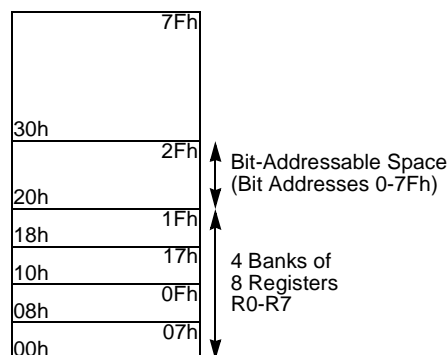 7Fh
30h
2Fh
Bit-Addressable Space
(Bit Addresses 0-7Fh)
20h
1Fh
18h
17h
10h
4 Banks of
8 Registers
R0-R7
0Fh
08h
07h
00h